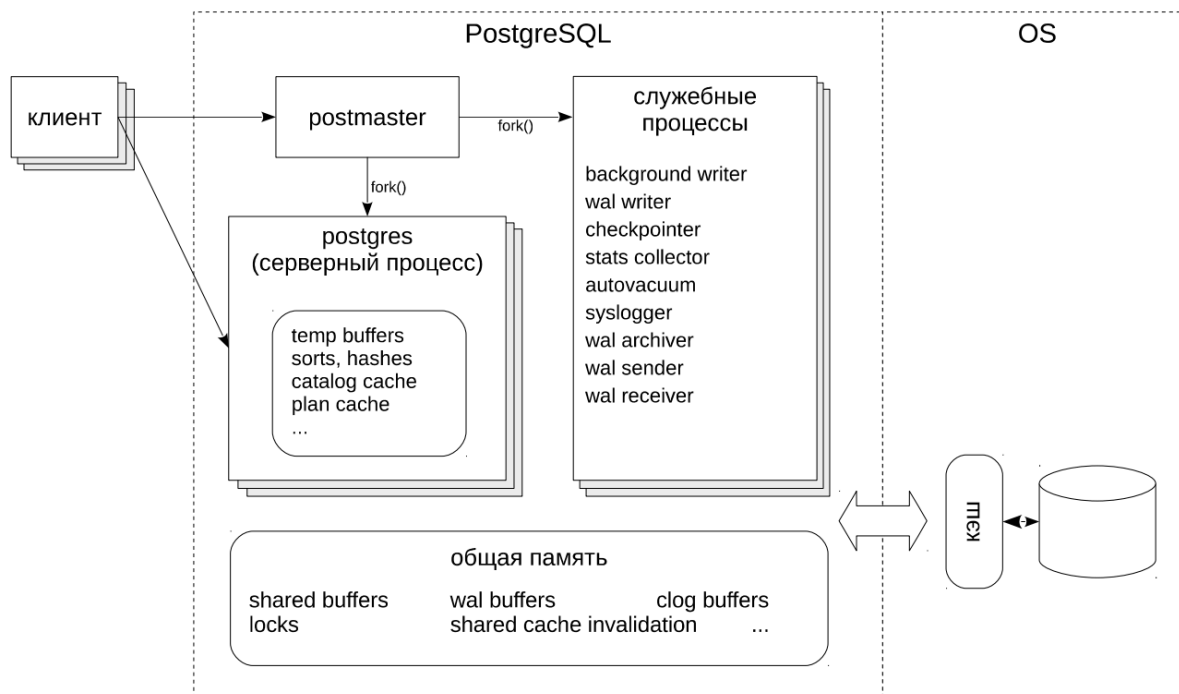 PostgreSQL
OS
клиент
postmaster
fork()
fork()
служебные
процессы
background writer
wal writer
checkpointer
stats collector
autovacuum
syslogger
wal archiver
wal sender
wal receiver
postgres
(серверный процесс)
temp buffers
sorts, hashes
catalog cache
plan cache
...
кэш
общая память
shared buffers
wal buffers
clog buffers
locks
shared cache invalidation
...